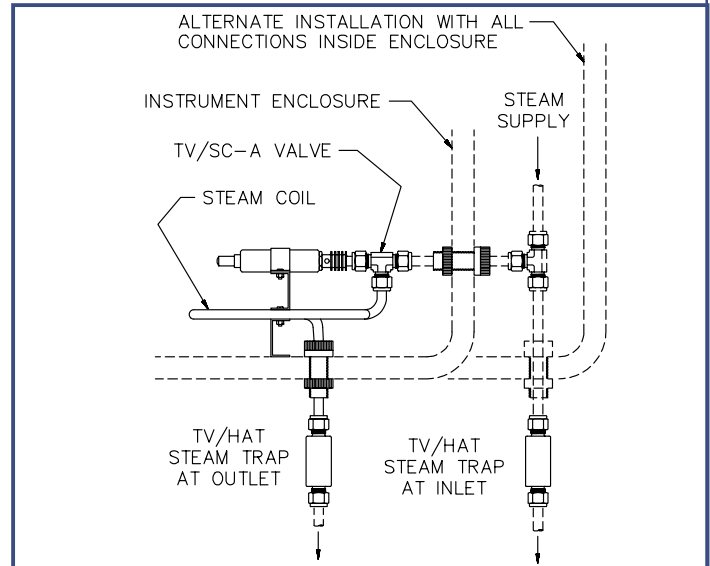 ALTERNATE INSTALLATION WITH ALL
CONNECTIONS INSIDE ENCLOSURE
INSTRUMENT ENCLOSURE
STEAM
SUPPLY
TV/SC-A VALVE
STEAM COIL
TV/HAT
STEAM TRAP
AT OUTLET
TV/HAT
STEAM TRAP
AT INLET